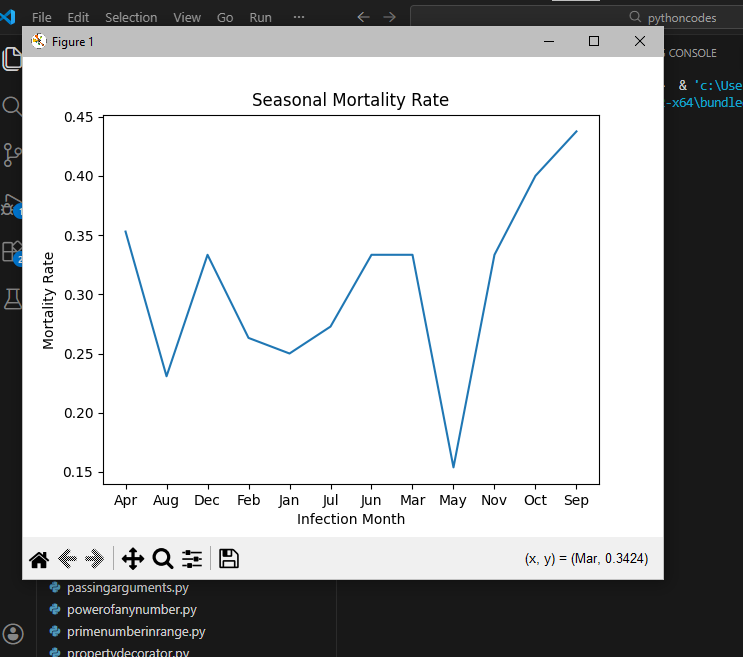 File Edit Selection View Go Run ··· pythoncodes
Figure 1
CONSOLE
& 'c:\Use
-x64\bundle
Seasonal Mortality Rate
0.45
0.40
0.35
0.30
0.25
0.20
0.15
Mortality Rate
Apr Aug Dec Feb Jan Jul Jun Mar May Nov Oct Sep
Infection Month
(x, y) = (Mar, 0.3424)
passingarguments.py
powerofanynumber.py
primenumberinrange.py
propertydecorator.py